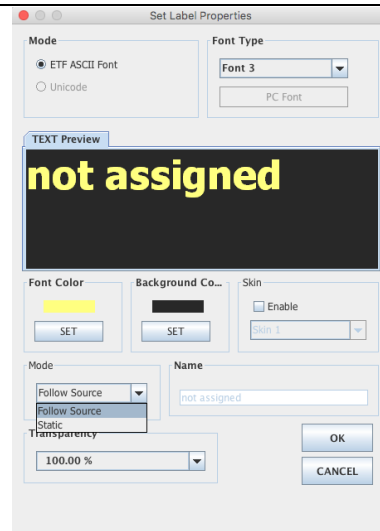 Set Label Properties
Mode
Font Type
ETF ASCII Font
Font 3
Unicode
PC Font
TEXT Preview
not assigned
Font Color
Background Co...
Skin
Enable
SET
SET
Skin 1
Mode
Name
Follow Source
not assigned
Follow Source
Static
Transparency
OK
100.00 %
CANCEL